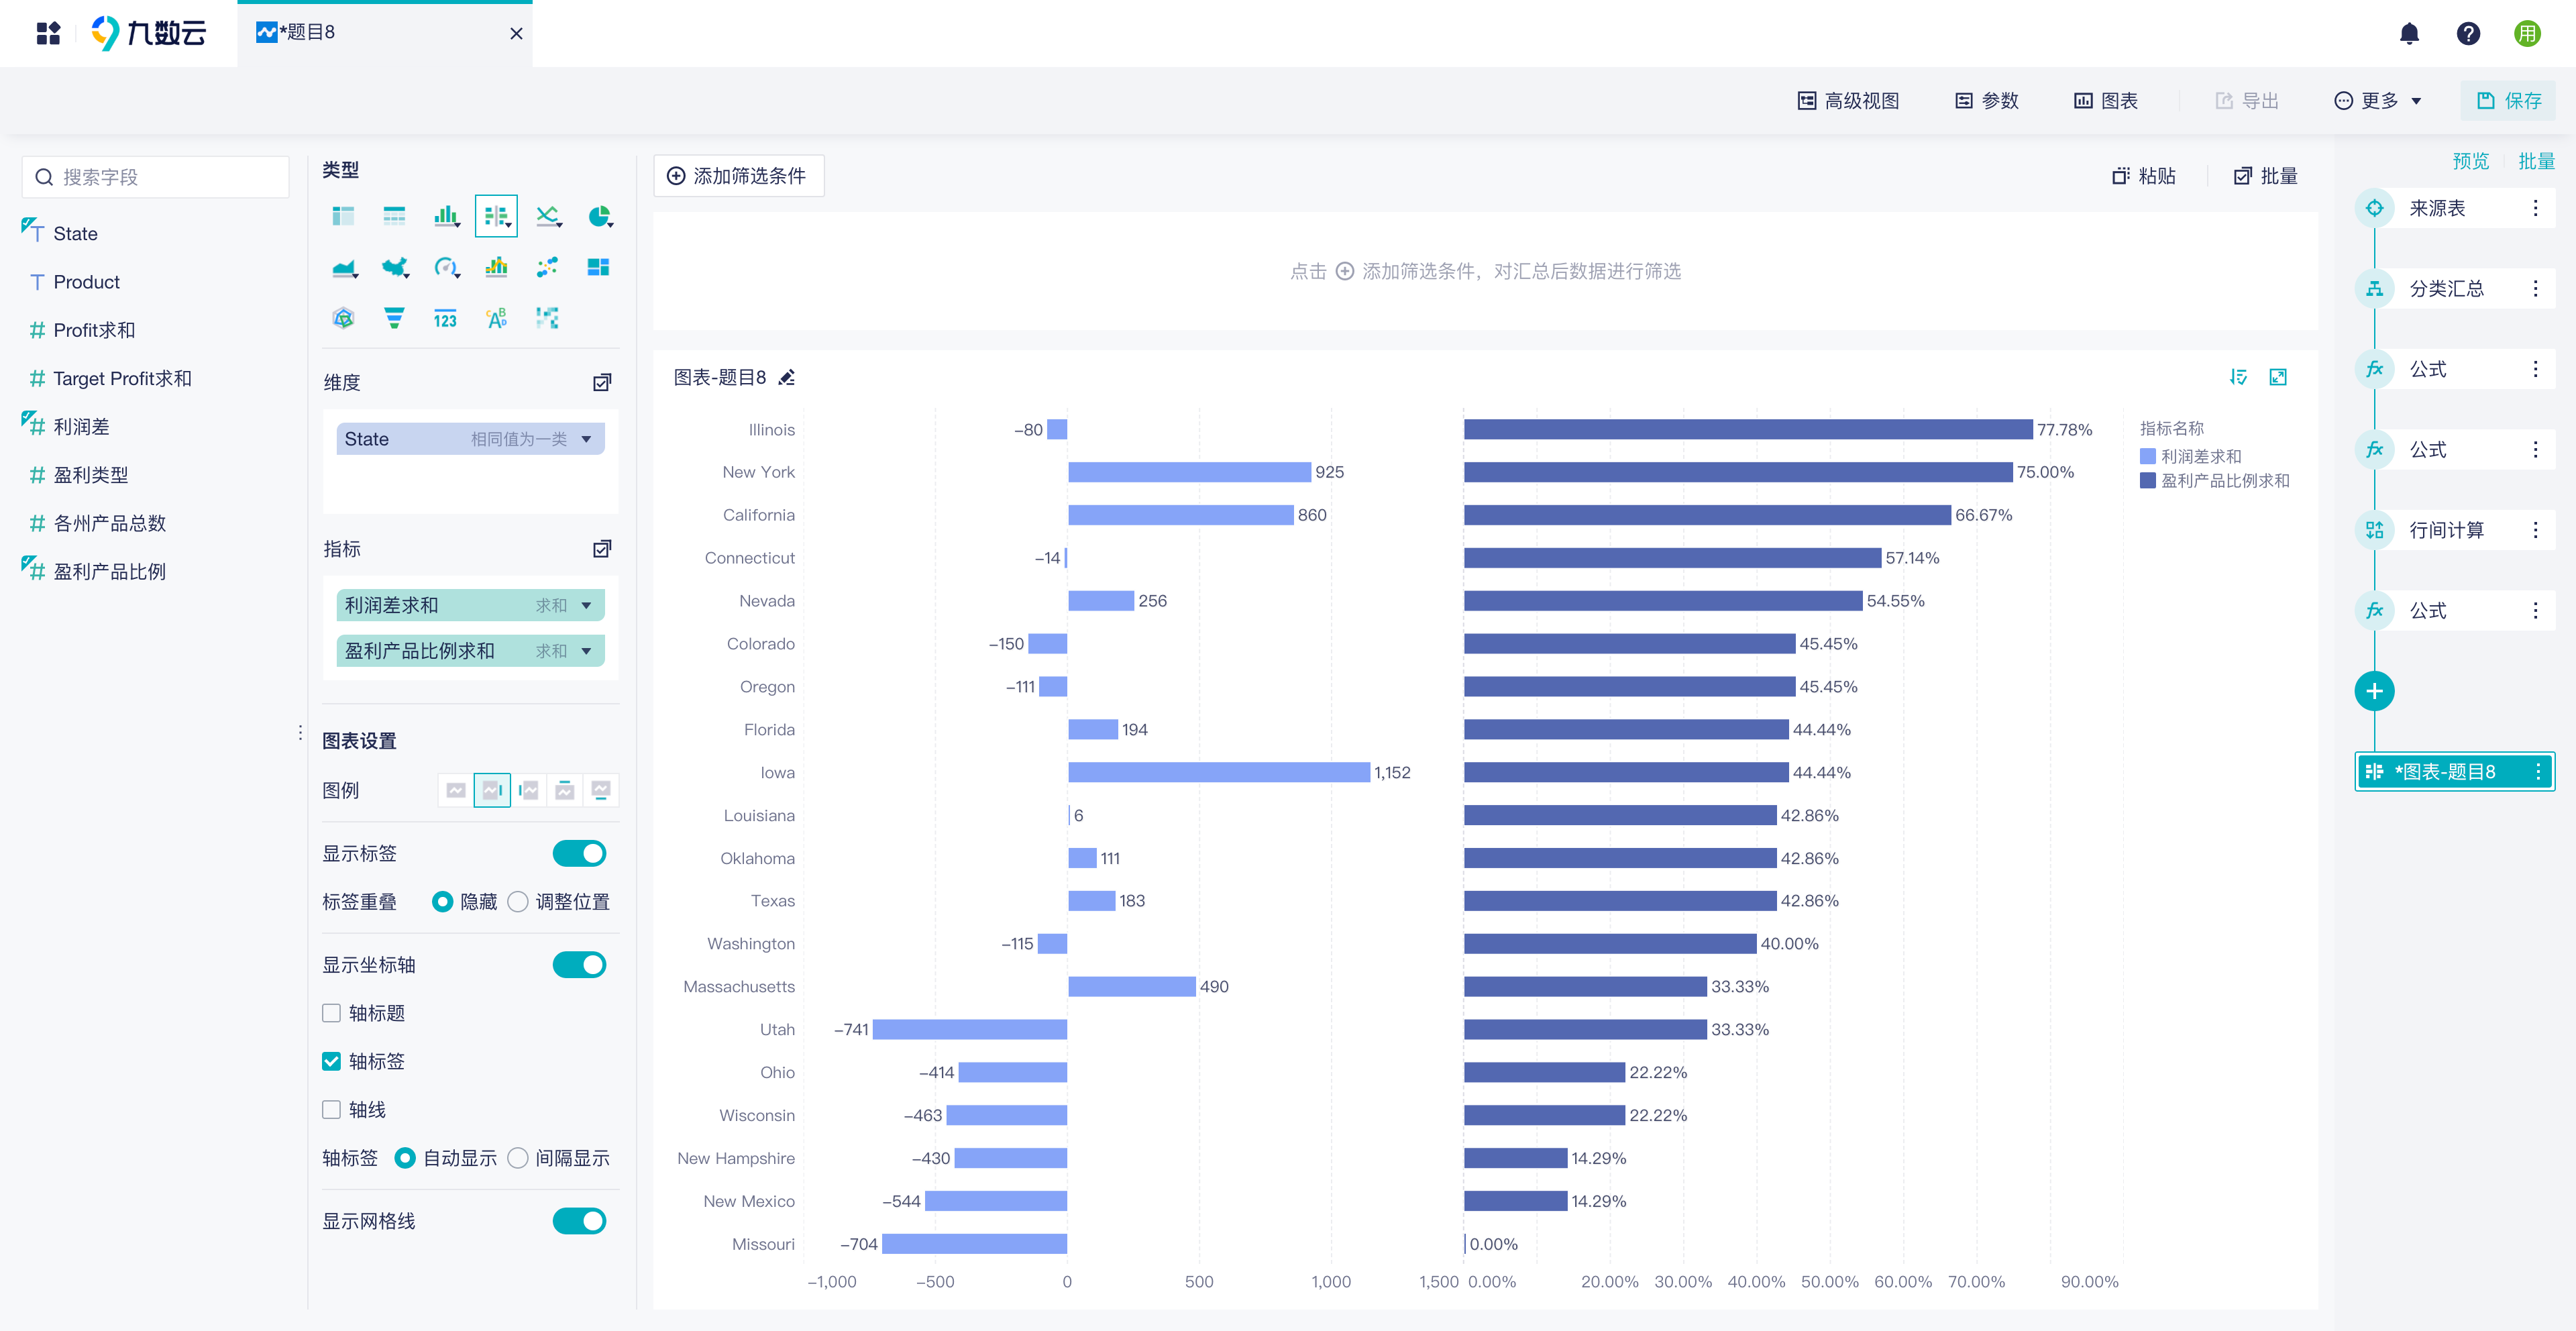 九数云
*题目8
用
高级视图
参数
图表
导出
更多
保存
搜索字段
State
Product
Profit求和
Target Profit求和
利润差
盈利类型
各州产品总数
盈利产品比例
类型
123
维度
State 相同值为一类
指标
利润差求和 求和
盈利产品比例求和 求和
图表设置
图例
显示标签
标签重叠 隐藏 调整位置
显示坐标轴
轴标题
轴标签
轴线
轴标签 自动显示 间隔显示
显示网格线
添加筛选条件
粘贴
批量
点击 添加筛选条件，对汇总后数据进行筛选
图表-题目8
Illinois −80 77.78%
New York 925 75.00%
California 860 66.67%
Connecticut −14 57.14%
Nevada 256 54.55%
Colorado −150 45.45%
Oregon −111 45.45%
Florida 194 44.44%
Iowa 1,152 44.44%
Louisiana 6 42.86%
Oklahoma 111 42.86%
Texas 183 42.86%
Washington −115 40.00%
Massachusetts 490 33.33%
Utah −741 33.33%
Ohio −414 22.22%
Wisconsin −463 22.22%
New Hampshire −430 14.29%
New Mexico −544 14.29%
Missouri −704 0.00%
−1,000 −500 0 500 1,000 1,500 0.00% 20.00% 30.00% 40.00% 50.00% 60.00% 70.00% 90.00%
指标名称
利润差求和
盈利产品比例求和
预览
批量
来源表
分类汇总
公式
公式
行间计算
公式
*图表-题目8